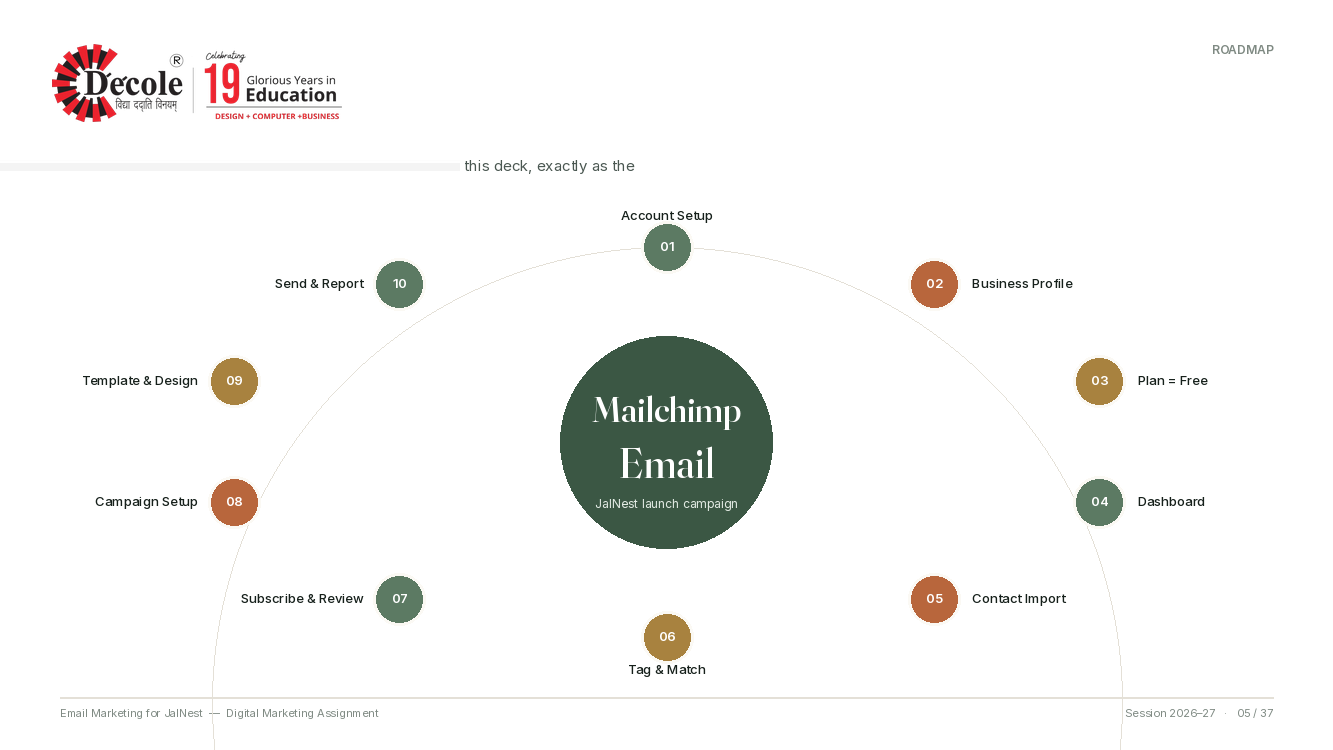 Décole ®
विद्या ददाति विनयम्
Celebrating
19 Glorious Years in
Education
DESIGN + COMPUTER +BUSINESS
ROADMAP
this deck, exactly as the
Account Setup
01
02 Business Profile
03 Plan = Free
04 Dashboard
05 Contact Import
06
Tag & Match
Subscribe & Review 07
Campaign Setup 08
Template & Design 09
Send & Report 10
Mailchimp
Email
JalNest launch campaign
Email Marketing for JalNest — Digital Marketing Assignment
Session 2026–27 · 05 / 37